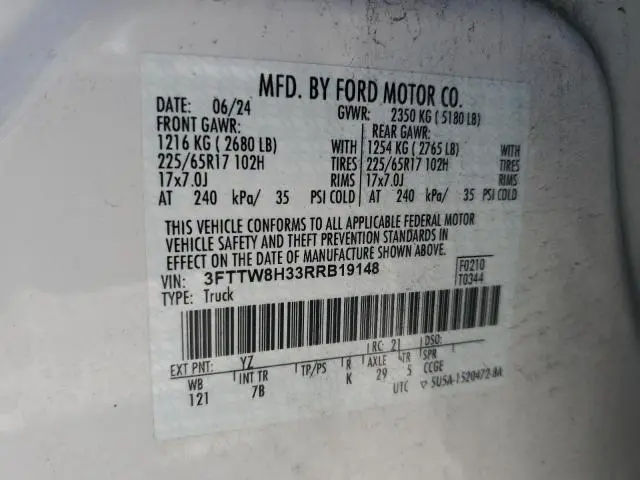 MFD. BY FORD MOTOR CO.
DATE: 06/24 GVWR: 2350 KG ( 5180 LB)
FRONT GAWR: REAR GAWR:
1216 KG ( 2680 LB) WITH 1254 KG ( 2765 LB) WITH
225/65R17 102H TIRES 225/65R17 102H TIRES
17x7.0J RIMS 17x7.0J RIMS
AT 240 kPa/ 35 PSI COLD AT 240 kPa/ 35 PSI COLD
THIS VEHICLE CONFORMS TO ALL APPLICABLE FEDERAL MOTOR
VEHICLE SAFETY AND THEFT PREVENTION STANDARDS IN
EFFECT ON THE DATE OF MANUFACTURE SHOWN ABOVE.
VIN: 3FTTW8H33RRB19148 F0210
TYPE: Truck T0344
EXT PNT: YZ RC: 21 DSO:
WB INT TR TP/PS R AXLE TR SPR
121 7B K 29 5 CCGE
UTC ▽ SU5A-1520472-BA